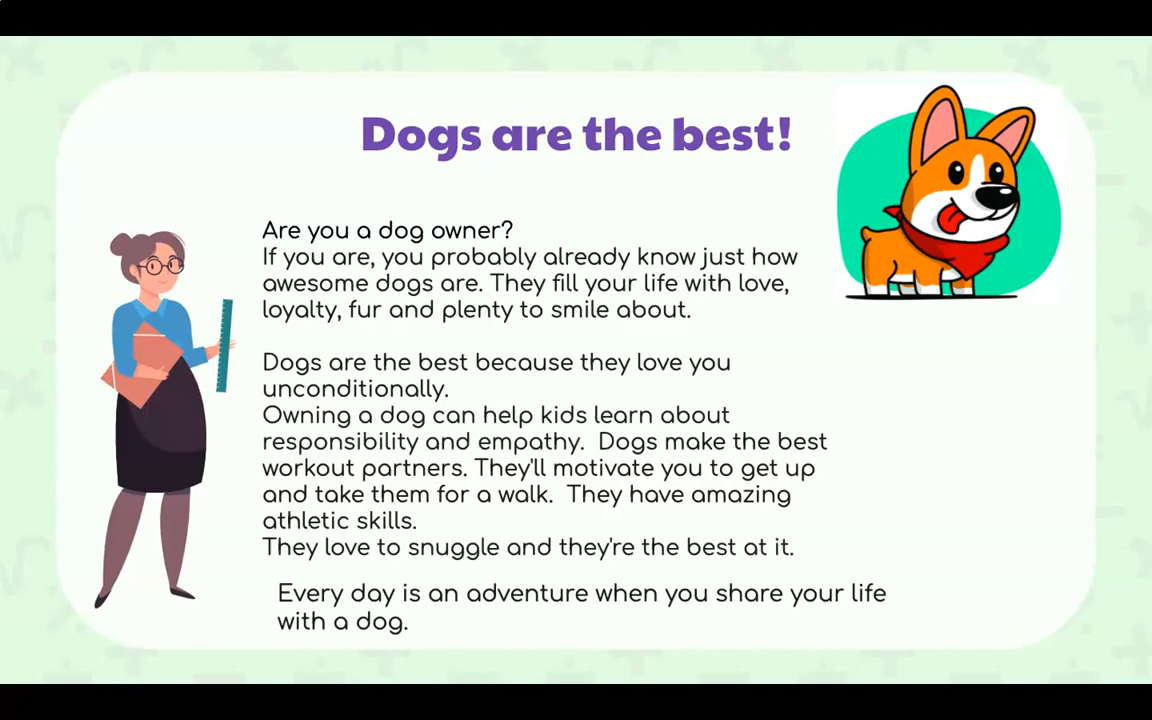 Dogs are the best!
Are you a dog owner?
If you are, you probably already know just how
awesome dogs are. They fill your life with love,
loyalty, fur and plenty to smile about.
Dogs are the best because they love you
unconditionally.
Owning a dog can help kids learn about
responsibility and empathy.  Dogs make the best
workout partners. They'll motivate you to get up
and take them for a walk.  They have amazing
athletic skills.
They love to snuggle and they're the best at it.
Every day is an adventure when you share your life
with a dog.